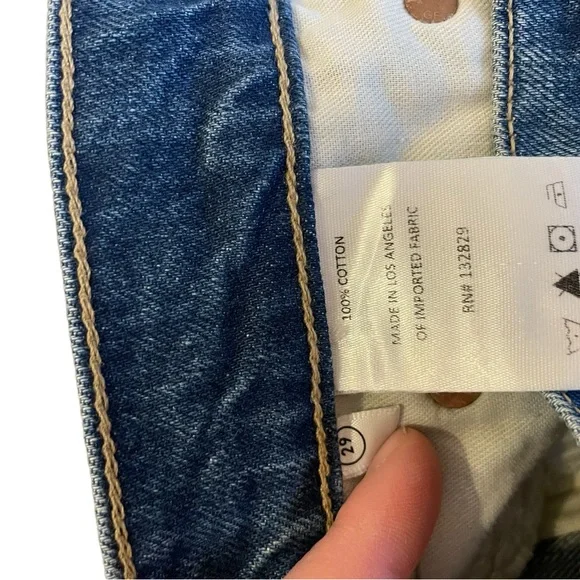 100% COTTON
MADE IN LOS ANGELES
OF IMPORTED FABRIC
RN# 132829
29